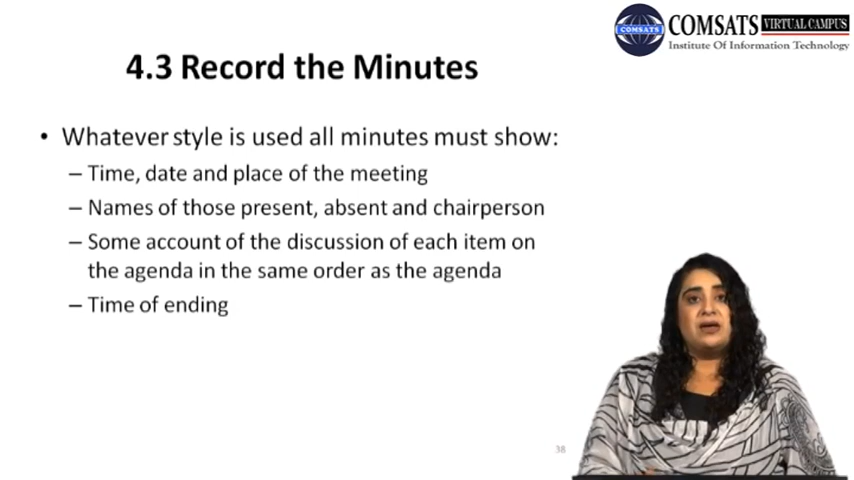 COMSATS
COMSATS VIRTUAL CAMPUS
Institute Of Information Technology
4.3 Record the Minutes
• Whatever style is used all minutes must show:
– Time, date and place of the meeting
– Names of those present, absent and chairperson
– Some account of the discussion of each item on
the agenda in the same order as the agenda
– Time of ending
38